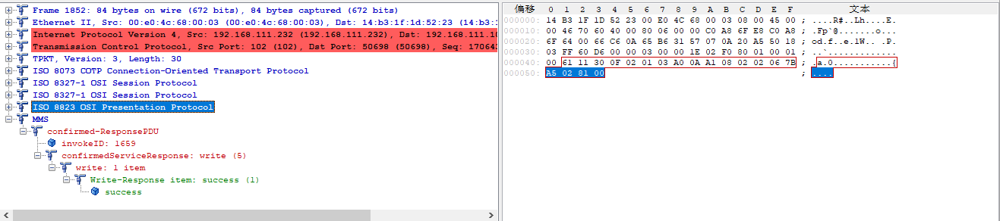 Frame 1852: 84 bytes on wire (672 bits), 84 bytes captured (672 bits)
Ethernet II, Src: 00:e0:4c:68:00:03 (00:e0:4c:68:00:03), Dst: 14:b3:1f:1d:52:23 (14:b3:1
Internet Protocol Version 4, Src: 192.168.111.232 (192.168.111.232), Dst: 192.168.111.10
Transmission Control Protocol, Src Port: 102 (102), Dst Port: 50698 (50698), Seq: 170643
TPKT, Version: 3, Length: 30
ISO 8073 COTP Connection-Oriented Transport Protocol
ISO 8327-1 OSI Session Protocol
ISO 8327-1 OSI Session Protocol
ISO 8823 OSI Presentation Protocol
MMS
confirmed-ResponsePDU
invokeID: 1659
confirmedServiceResponse: write (5)
write: 1 item
Write-Response item: success (1)
success
偏移 0 1 2 3 4 5 6 7 8 9 A B C D E F 文本
000000: 14 B3 1F 1D 52 23 00 E0 4C 68 00 03 08 00 45 00 ; ....R#..Lh....E.
000010: 00 46 70 60 40 00 80 06 00 00 C0 A8 6F E8 C0 A8 ; .Fp`@.......o...
000020: 6F 64 00 66 C6 0A 65 B6 31 57 07 0A 20 A5 50 18 ; od.f..e.1W.. .P.
000030: 03 FF 60 D6 00 00 03 00 00 1E 02 F0 80 01 00 01 ; ..`.............
000040: 00 61 11 30 0F 02 01 03 A0 0A A1 08 02 02 06 7B ; .a.0...........{
000050: A5 02 81 00 ; ....